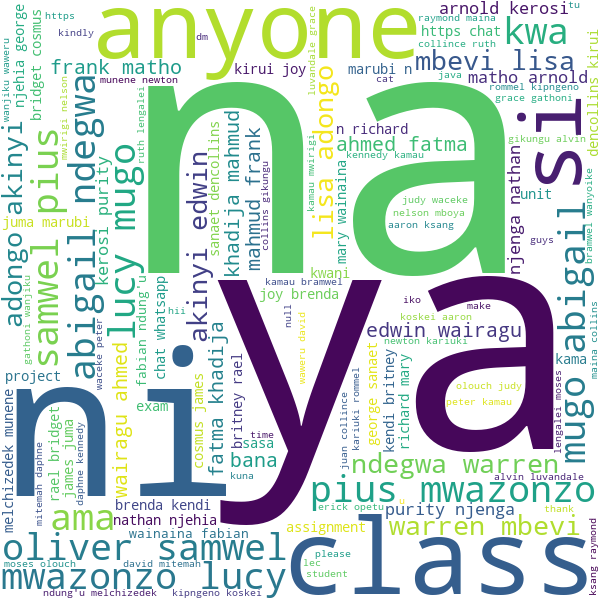 https
raymond maina
tu
arnold kerosi
collince ruth
luvandale grace
kindly
dm
anyone
kwa
https chat
mbevi lisa
frank matho
kirui joy
marubi n
matho arnold
munene newton
cat
java
rommel kipngeno
grace gathoni
dencollins kirui
wanjiku waweru
njehia george
bridget cosmus
mwirigi nelson
ruth lengalei
na
si
n richard
ahmed fatma
kennedy kamau
lisa adongo
mary wainaina
kamau mwirigi
judy waceke
nelson mboya
aaron ksang
unit
guys
gikungu alvin
bramwel wanyoike
njenga nathan
adongo akinyi
samwel pius
abigail ndegwa
kerosi purity
lucy mugo
akinyi edwin
sanaet dencollins
khadija mahmud
mahmud frank
collins gikungu
juma marubi
gathoni wanjiku
waceke peter
fabian ndung'u
chat whatsapp
hii
null
kamau bramwel
joy brenda
kwani
iko
make
koskei aaron
mugo abigail
maina collins
ya
ni
project
melchizedek munene
mitemah daphne
rael bridget
james juma
daphne kennedy
wairagu ahmed
exam
cosmus james
fatma khadija
britney rael
sasa
bana
time
kuna
waweru david
edwin wairagu
newton kariuki
kama
juan collince
kariuki rommel
george sanaet
kendi britney
richard mary
olouch judy
peter kamau
lengalei moses
ndegwa warren
alvin luvandale
pius mwazonzo
ama
brenda kendi
nathan njehia
wainaina fabian
assignment
erick opetu
u
purity njenga
thank
warren mbevi
oliver samwel
class
moses olouch
david mitemah
lec
please
student
mwazonzo lucy
ksang raymond
ndung'u melchizedek
kipngeno koskei